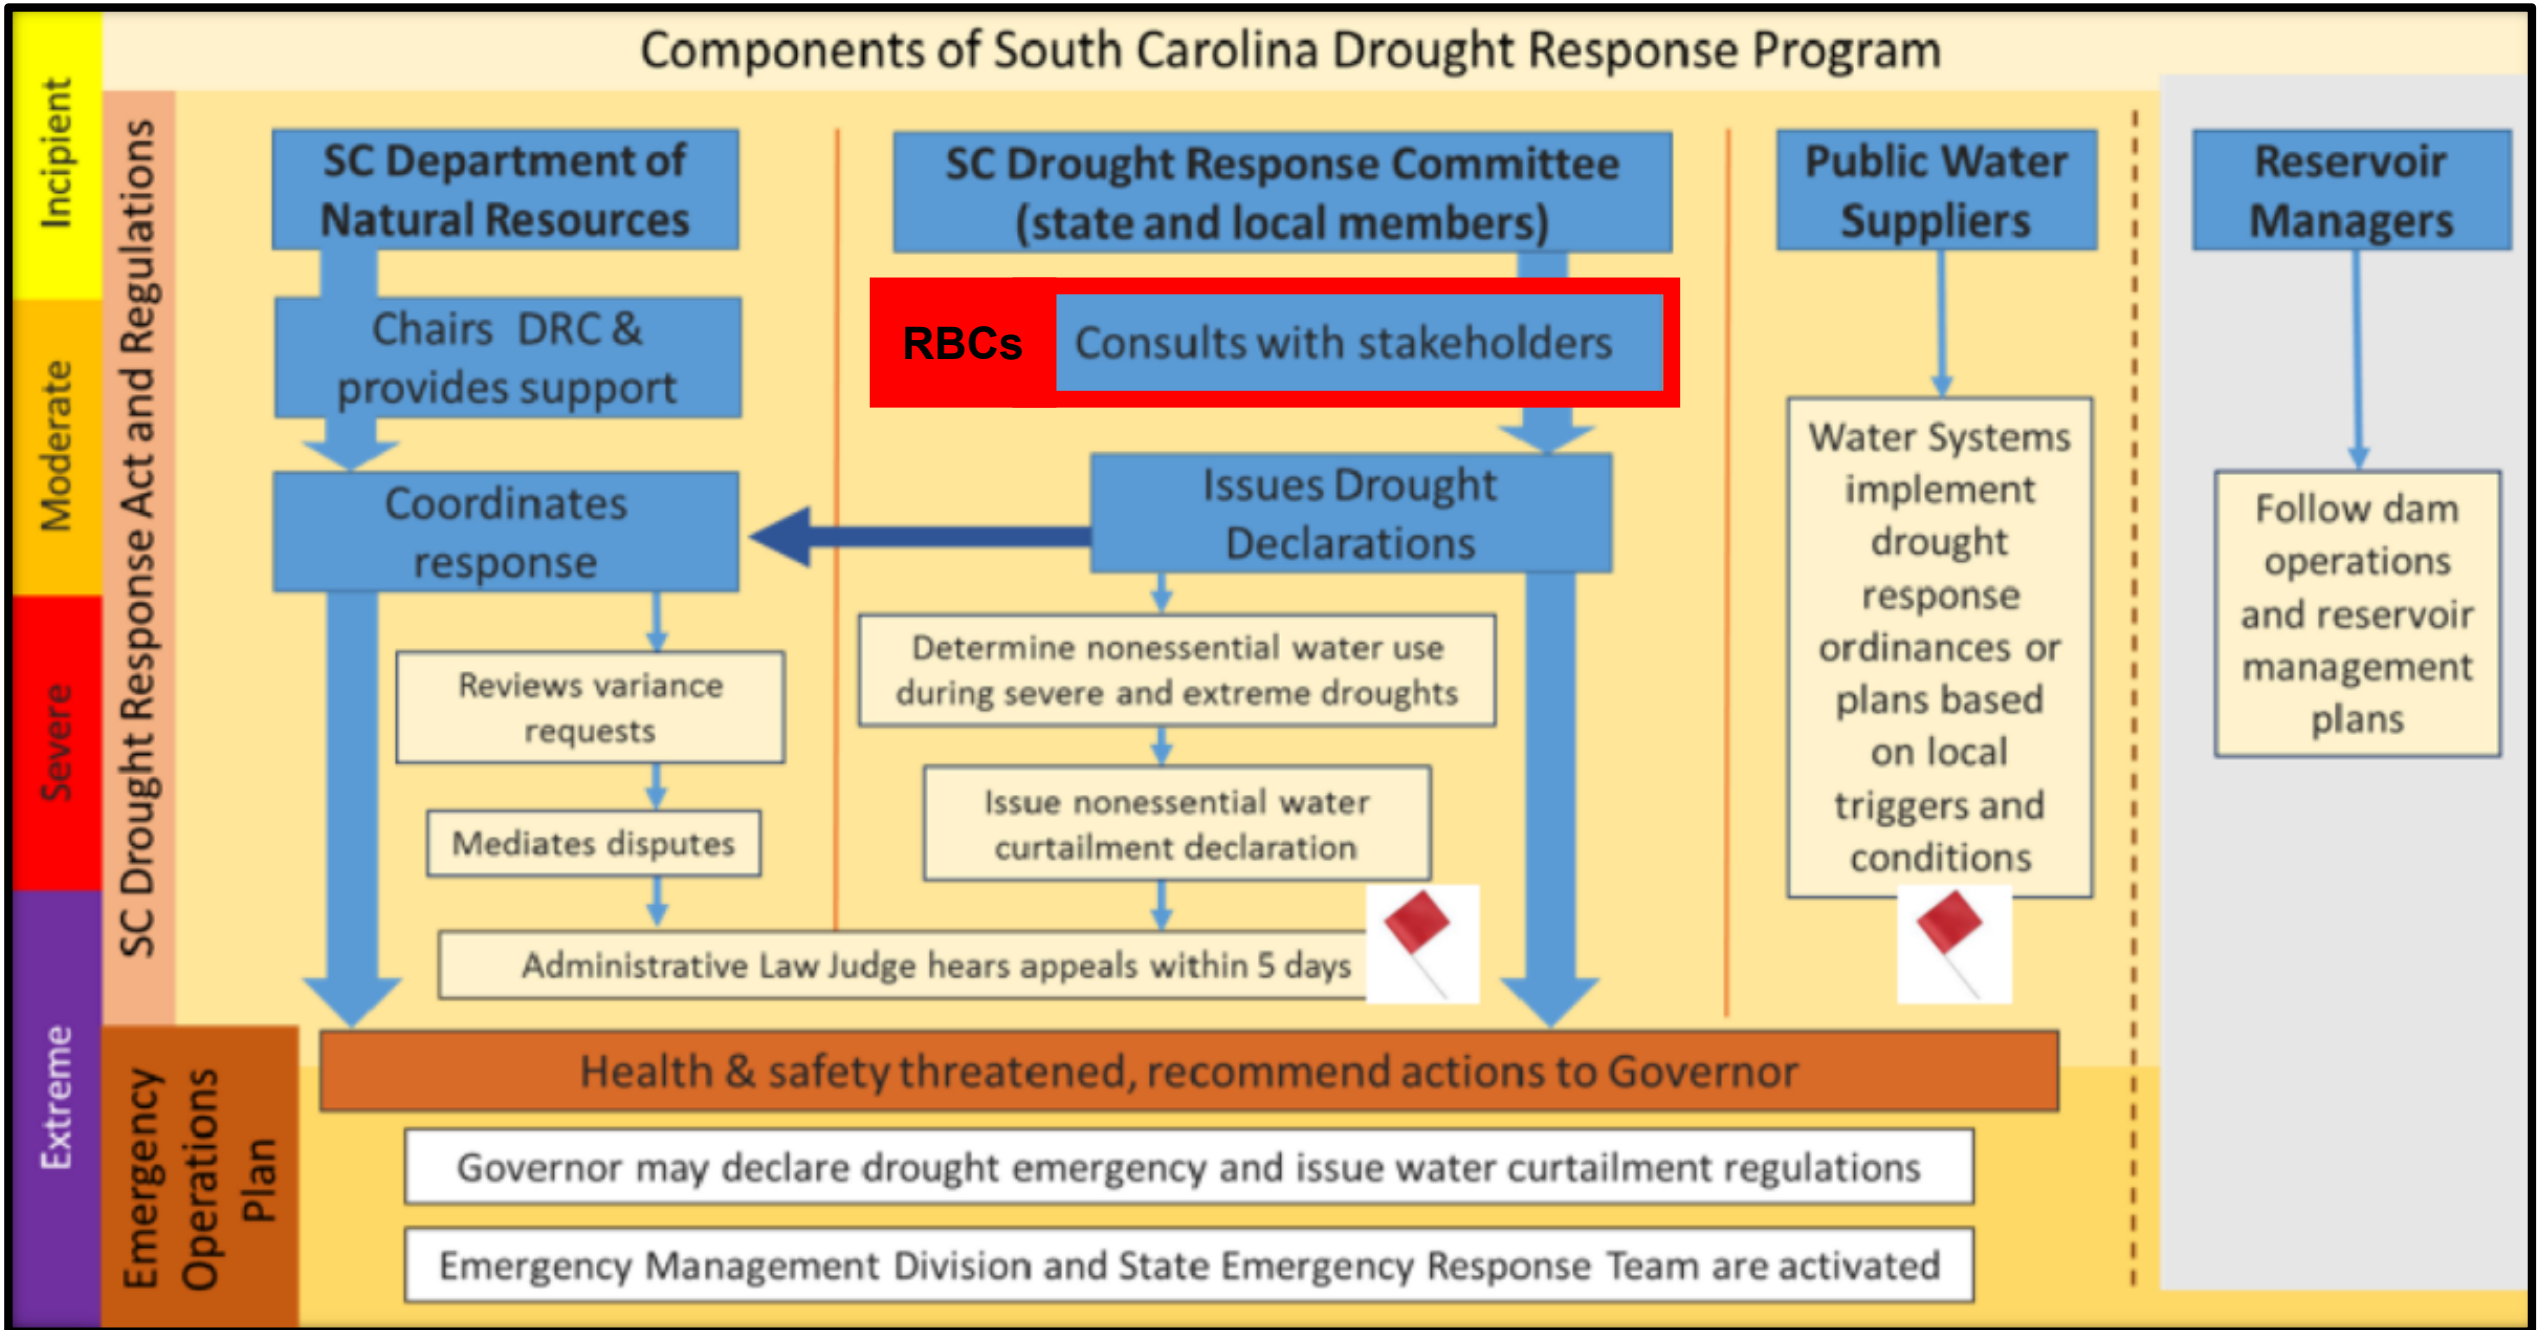 Components of South Carolina Drought Response Program
Incipient
Moderate
Severe
Extreme
SC Drought Response Act and Regulations
Emergency
Operations
Plan
SC Department of
Natural Resources
Chairs DRC &
provides support
Coordinates
response
Reviews variance
requests
Mediates disputes
SC Drought Response Committee
(state and local members)
RBCs
Consults with stakeholders
Issues Drought
Declarations
Determine nonessential water use
during severe and extreme droughts
Issue nonessential water
curtailment declaration
Administrative Law Judge hears appeals within 5 days
Public Water
Suppliers
Water Systems
implement
drought
response
ordinances or
plans based
on local
triggers and
conditions
Reservoir
Managers
Follow dam
operations
and reservoir
management
plans
Health & safety threatened, recommend actions to Governor
Governor may declare drought emergency and issue water curtailment regulations
Emergency Management Division and State Emergency Response Team are activated